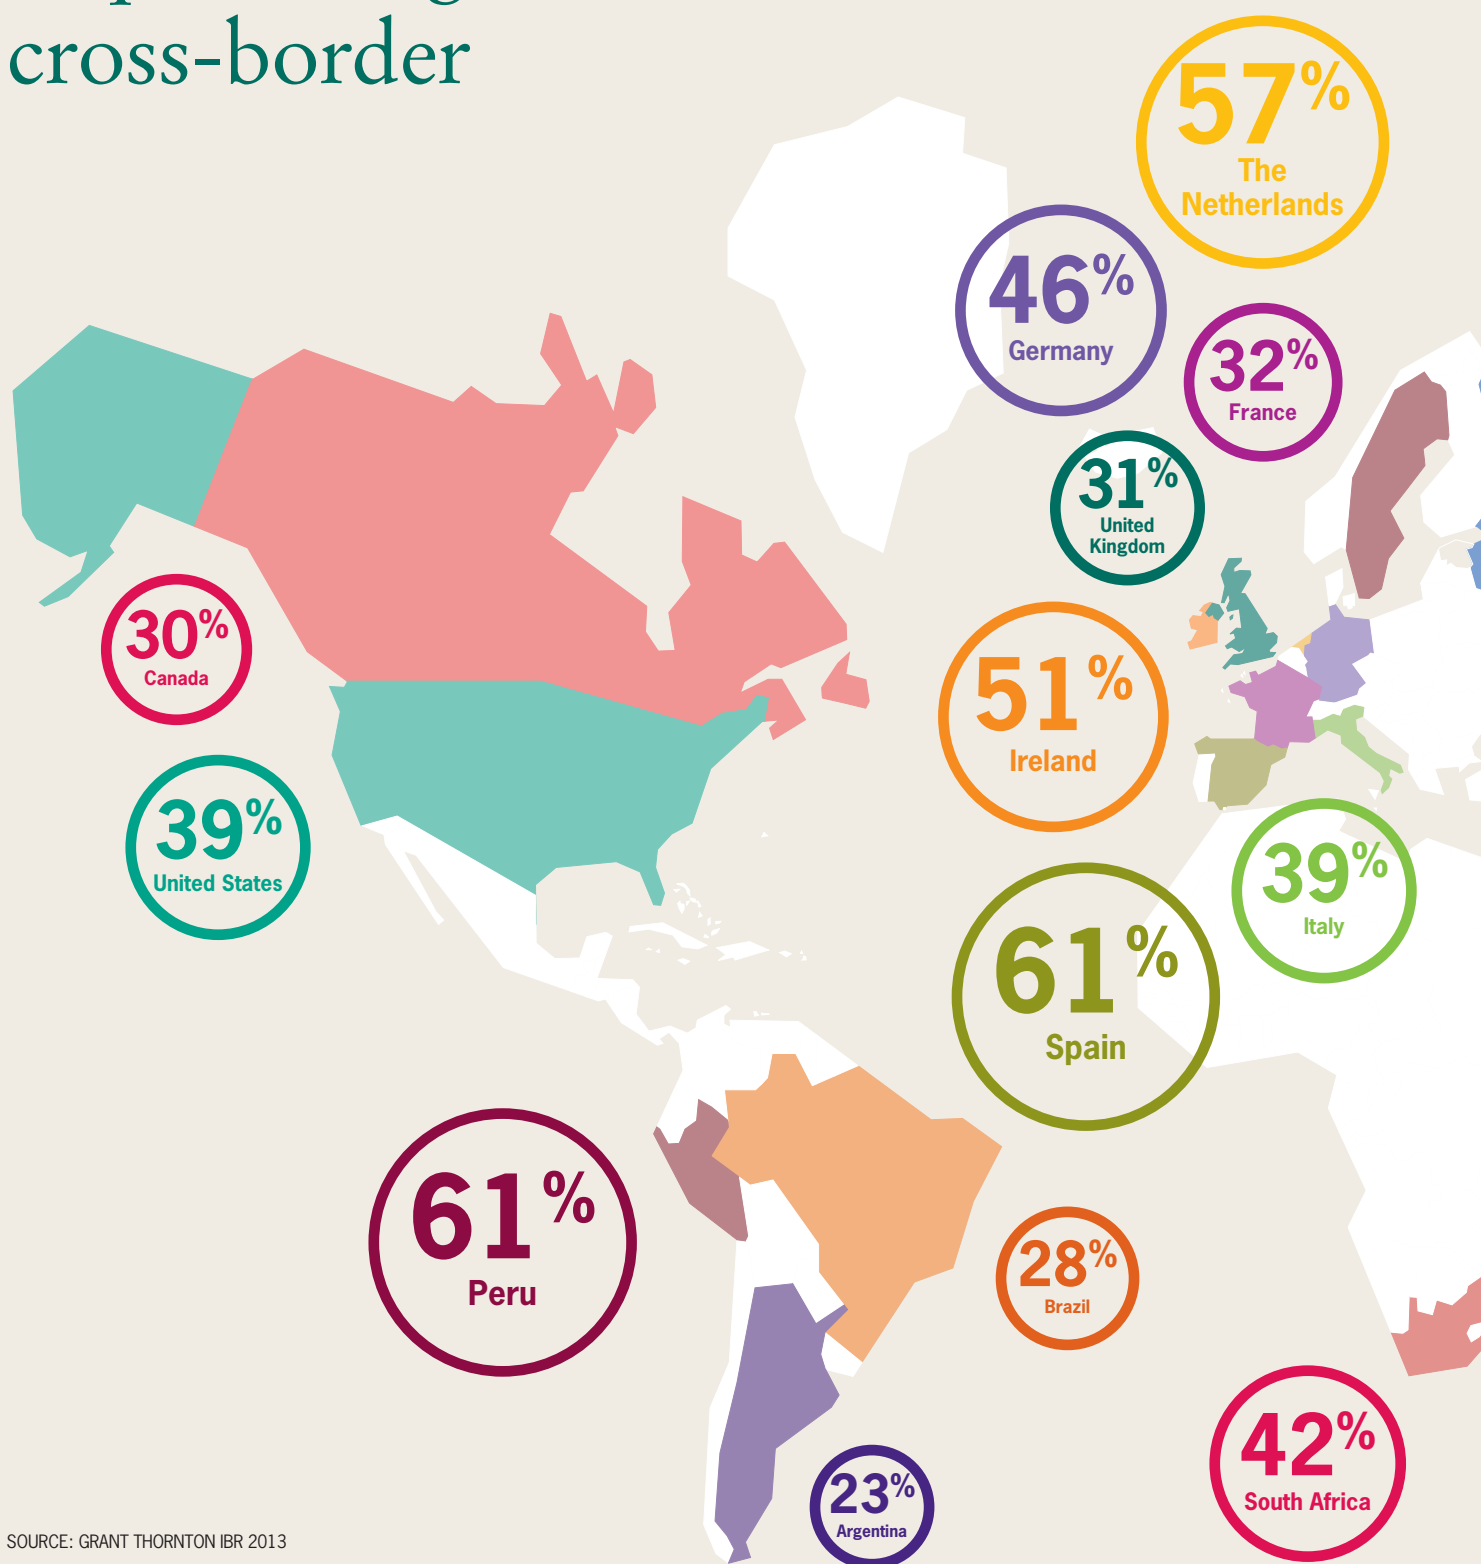 cross-border
57%
The
Netherlands
46%
Germany
32%
France
31%
United
Kingdom
30%
Canada
51%
Ireland
39%
United States
39%
Italy
61%
Spain
61%
Peru
28%
Brazil
42%
South Africa
23%
Argentina
SOURCE: GRANT THORNTON IBR 2013